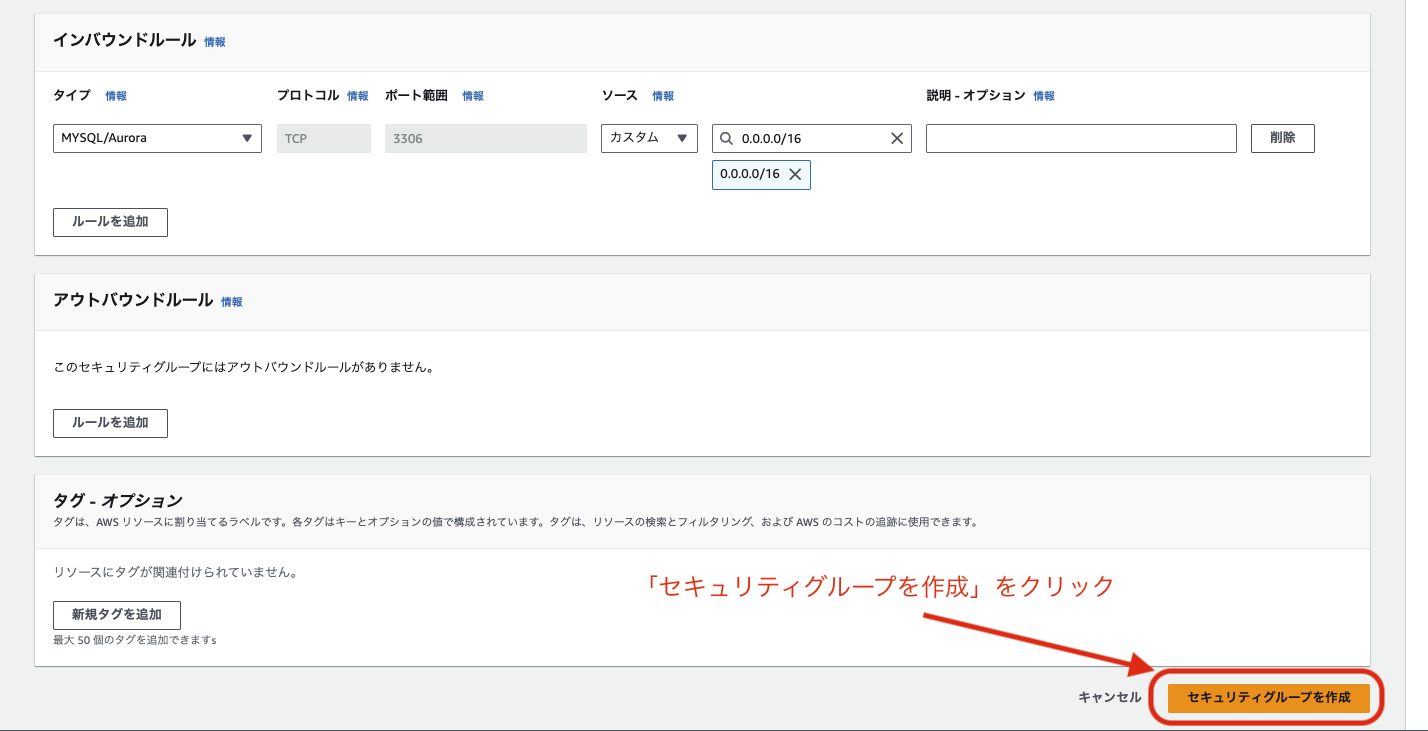 インバウンドルール 情報
タイプ 情報 プロトコル 情報 ポート範囲 情報 ソース 情報 説明 - オプション 情報
MYSQL/Aurora TCP 3306 カスタム 0.0.0.0/16 削除
0.0.0.0/16
ルールを追加
アウトバウンドルール 情報
このセキュリティグループにはアウトバウンドルールがありません。
ルールを追加
タグ - オプション
タグは、AWS リソースに割り当てるラベルです。各タグはキーとオプションの値で構成されています。タグは、リソースの検索とフィルタリング、および AWS のコストの追跡に使用できます。
リソースにタグが関連付けられていません。
「セキュリティグループを作成」をクリック
新規タグを追加
最大 50 個のタグを追加できますs
キャンセル セキュリティグループを作成